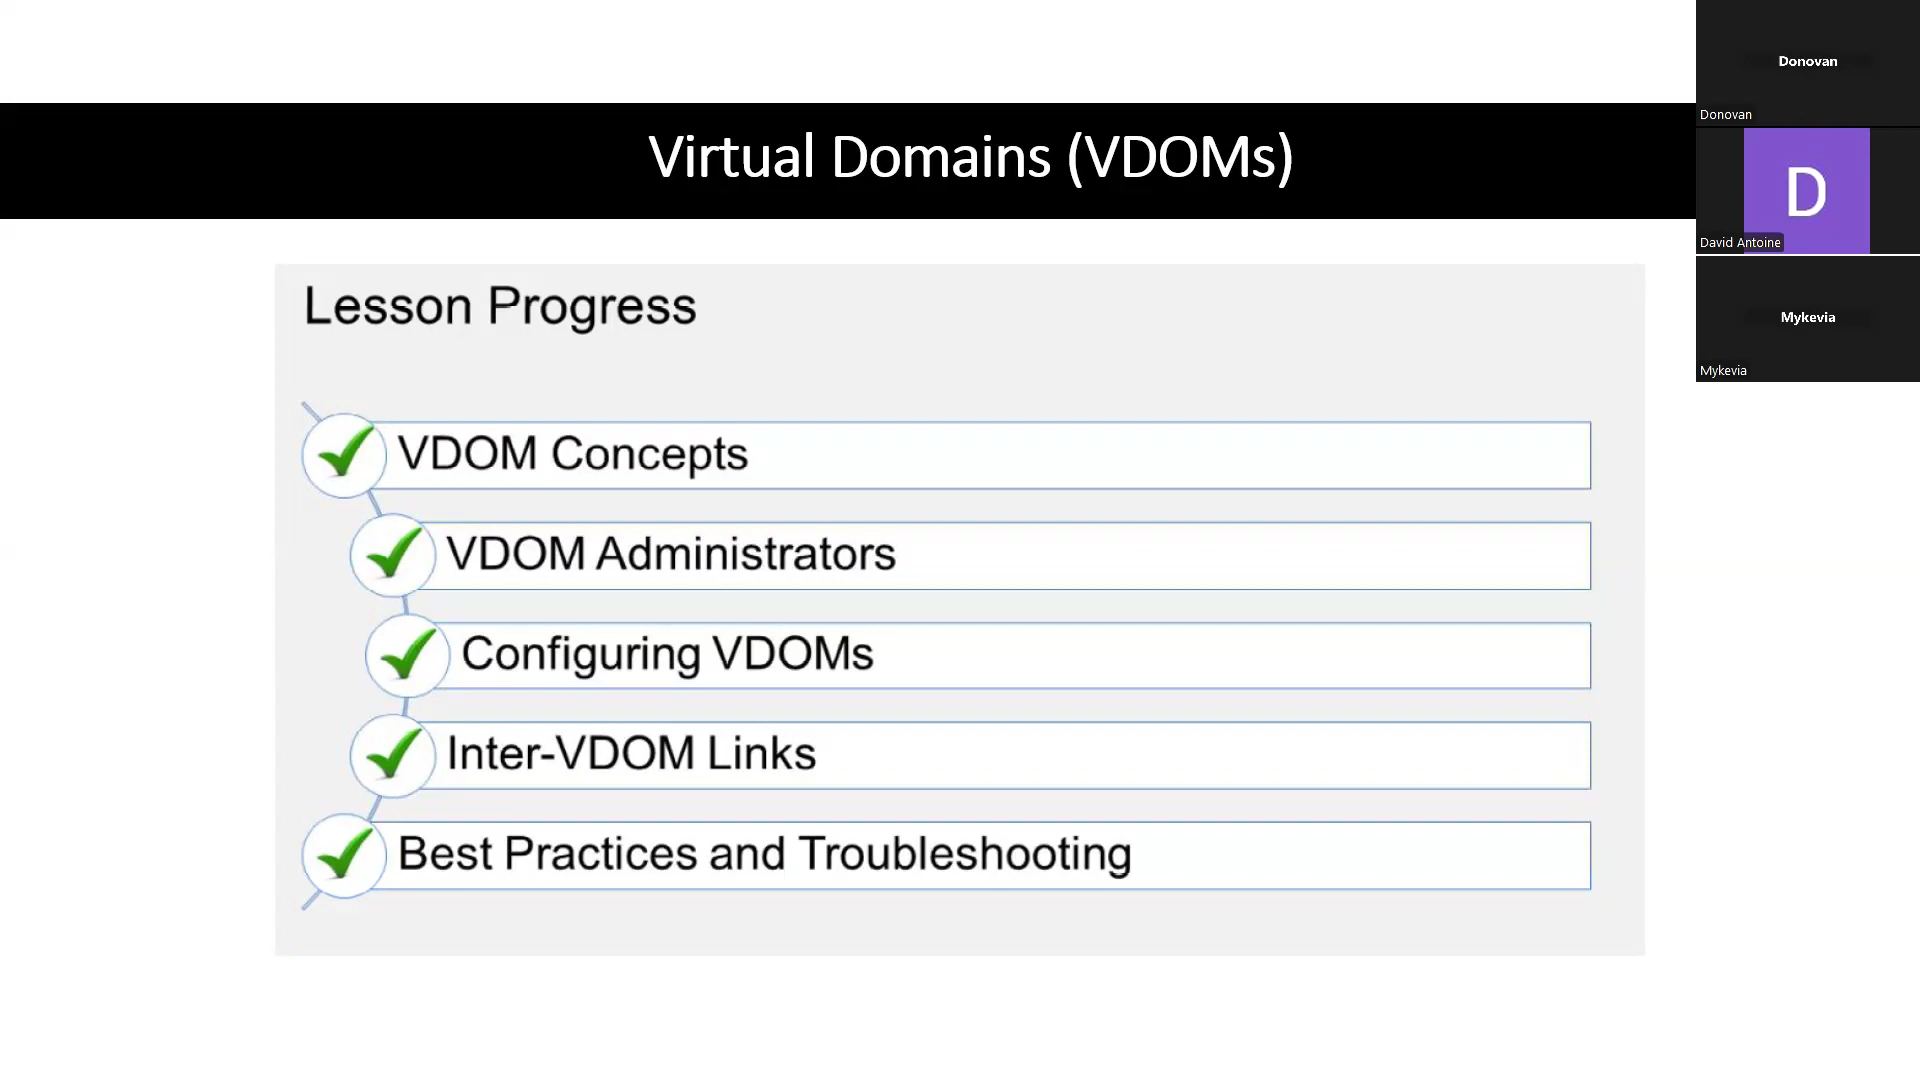 Virtual Domains (VDOMs)
Lesson Progress
VDOM Concepts
VDOM Administrators
Configuring VDOMs
Inter-VDOM Links
Best Practices and Troubleshooting
Donovan
Donovan
D
David Antoine
Mykevia
Mykevia